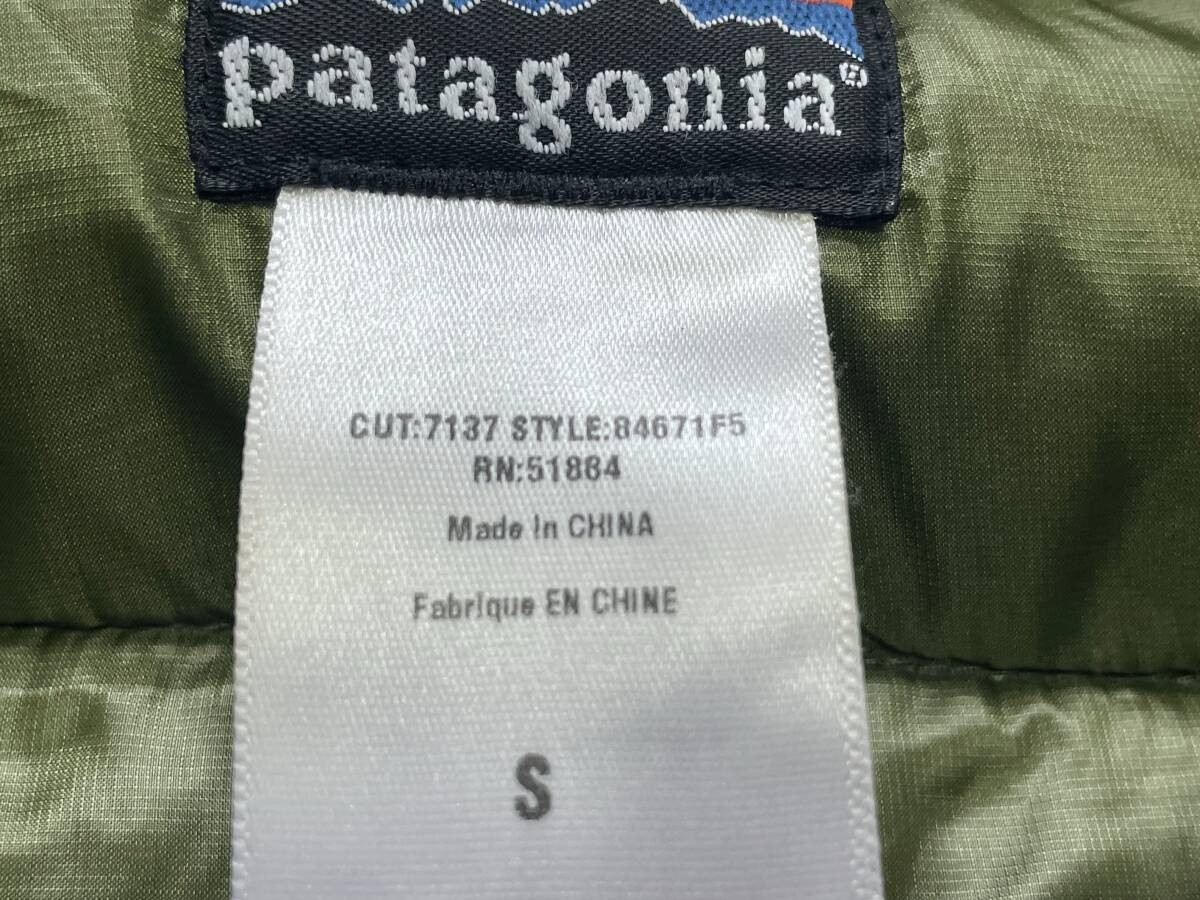 patagonia®
CUT:7137 STYLE:84671F5
RN:51884
Made In CHINA
Fabrique EN CHINE
S